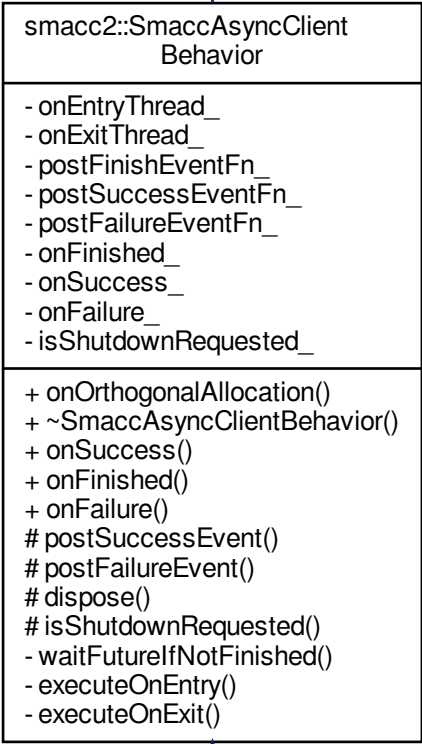 smacc2::SmaccAsyncClient
Behavior
- onEntryThread_
- onExitThread_
- postFinishEventFn_
- postSuccessEventFn_
- postFailureEventFn_
- onFinished_
- onSuccess_
- onFailure_
- isShutdownRequested_
+ onOrthogonalAllocation()
+ ~SmaccAsyncClientBehavior()
+ onSuccess()
+ onFinished()
+ onFailure()
# postSuccessEvent()
# postFailureEvent()
# dispose()
# isShutdownRequested()
- waitFutureIfNotFinished()
- executeOnEntry()
- executeOnExit()